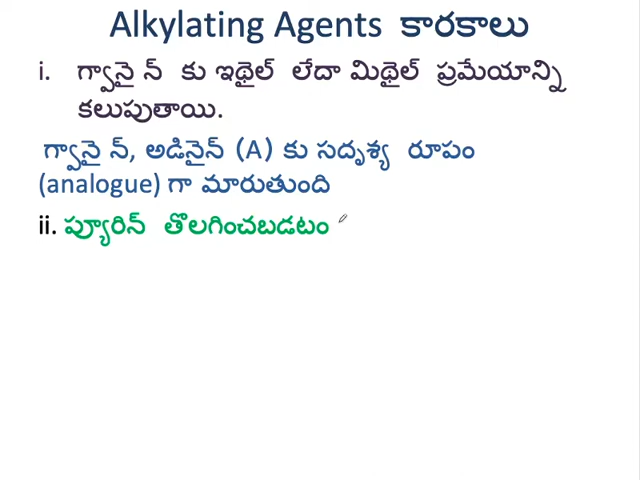 Alkylating Agents కారకాలు
i. గ్వానై న్ కు ఇథైల్ లేదా మిథైల్ ప్రమేయాన్ని
కలుపుతాయి.
గ్వానై న్, అడినైన్ (A) కు సదృశ్య రూపం
(analogue) గా మారుతుంది
ii. ప్యూరిన్ తొలగించబడటం